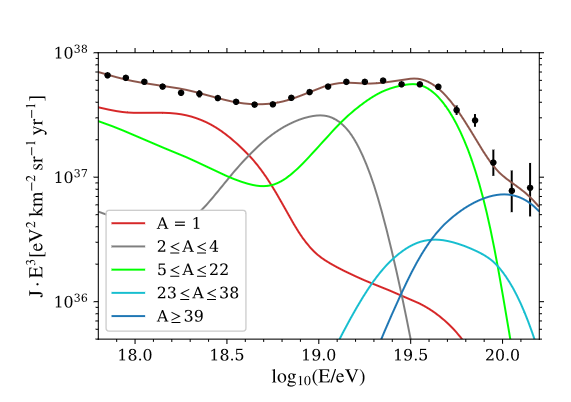 10^38
10^37
10^36
J · E^3 [eV^2 km^−2 sr^−1 yr^−1]
A = 1
2 ≤ A ≤ 4
5 ≤ A ≤ 22
23 ≤ A ≤ 38
A ≥ 39
18.0 18.5 19.0 19.5 20.0
log_10(E/eV)